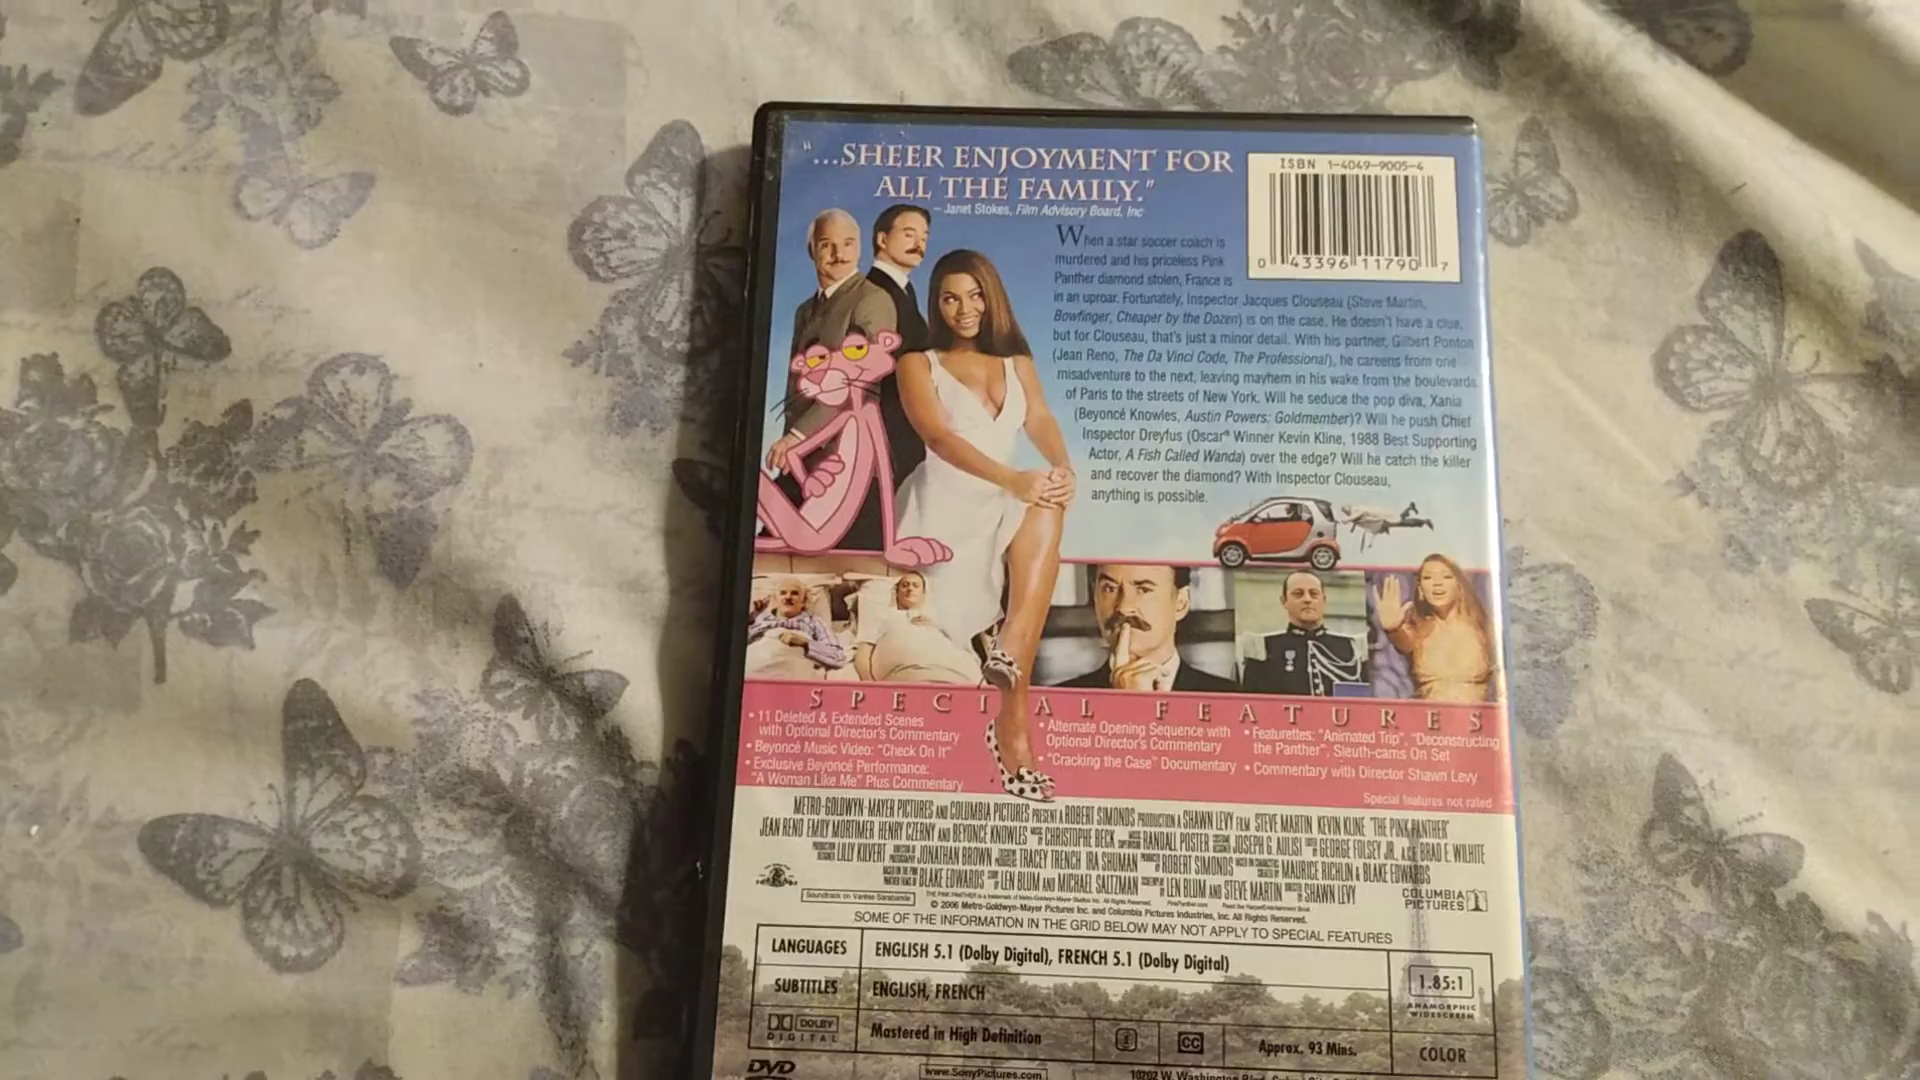 "...SHEER ENJOYMENT FOR
ALL THE FAMILY."
– Janet Stokes, Film Advisory Board, Inc
ISBN 1-4049-9005-4
0 43396 11790 7
When a star soccer coach is
murdered and his priceless Pink
Panther diamond stolen, France is
in an uproar. Fortunately, Inspector Jacques Clouseau (Steve Martin,
Bowfinger, Cheaper by the Dozen) is on the case. He doesn't have a clue,
but for Clouseau, that's just a minor detail. With his partner, Gilbert Ponton
(Jean Reno, The Da Vinci Code, The Professional), he careens from one
misadventure to the next, leaving mayhem in his wake from the boulevards
of Paris to the streets of New York. Will he seduce the pop diva, Xania
(Beyoncé Knowles, Austin Powers: Goldmember)? Will he push Chief
Inspector Dreyfus (Oscar® Winner Kevin Kline, 1988 Best Supporting
Actor, A Fish Called Wanda) over the edge? Will he catch the killer
and recover the diamond? With Inspector Clouseau,
anything is possible.
SPECIAL FEATURES
• 11 Deleted & Extended Scenes
with Optional Director's Commentary
• Beyoncé Music Video: "Check On It"
• Exclusive Beyoncé Performance:
"A Woman Like Me" Plus Commentary
• Alternate Opening Sequence with
Optional Director's Commentary
• "Cracking the Case" Documentary
• Featurettes: "Animated Trip", "Deconstructing
the Panther", Sleuth-cams On Set
• Commentary with Director Shawn Levy
Special features not rated
METRO-GOLDWYN-MAYER PICTURES AND COLUMBIA PICTURES PRESENT A ROBERT SIMONDS PRODUCTION A SHAWN LEVY FILM STEVE MARTIN KEVIN KLINE "THE PINK PANTHER"
JEAN RENO EMILY MORTIMER HENRY CZERNY AND BEYONCÉ KNOWLES CHRISTOPHE BECK RANDALL POSTER JOSEPH G. AULISI GEORGE FOLSEY JR., A.C.E. BRAD E. WILHITE
LILLY KILVERT JONATHAN BROWN TRACEY TRENCH IRA SHUMAN ROBERT SIMONDS MAURICE RICHLIN & BLAKE EDWARDS
BLAKE EDWARDS LEN BLUM AND MICHAEL SALTZMAN LEN BLUM AND STEVE MARTIN SHAWN LEVY
COLUMBIA
PICTURES
Soundtrack on Varèse Sarabande
© 2006 Metro-Goldwyn-Mayer Pictures Inc. and Columbia Pictures Industries, Inc. All Rights Reserved.
SOME OF THE INFORMATION IN THE GRID BELOW MAY NOT APPLY TO SPECIAL FEATURES
LANGUAGES ENGLISH 5.1 (Dolby Digital), FRENCH 5.1 (Dolby Digital)
SUBTITLES ENGLISH, FRENCH
1.85:1
ANAMORPHIC
WIDESCREEN
DOLBY
DIGITAL
Mastered in High Definition
CC
Approx. 93 Mins.
COLOR
DVD
www.SonyPictures.com
10202 W. Washington